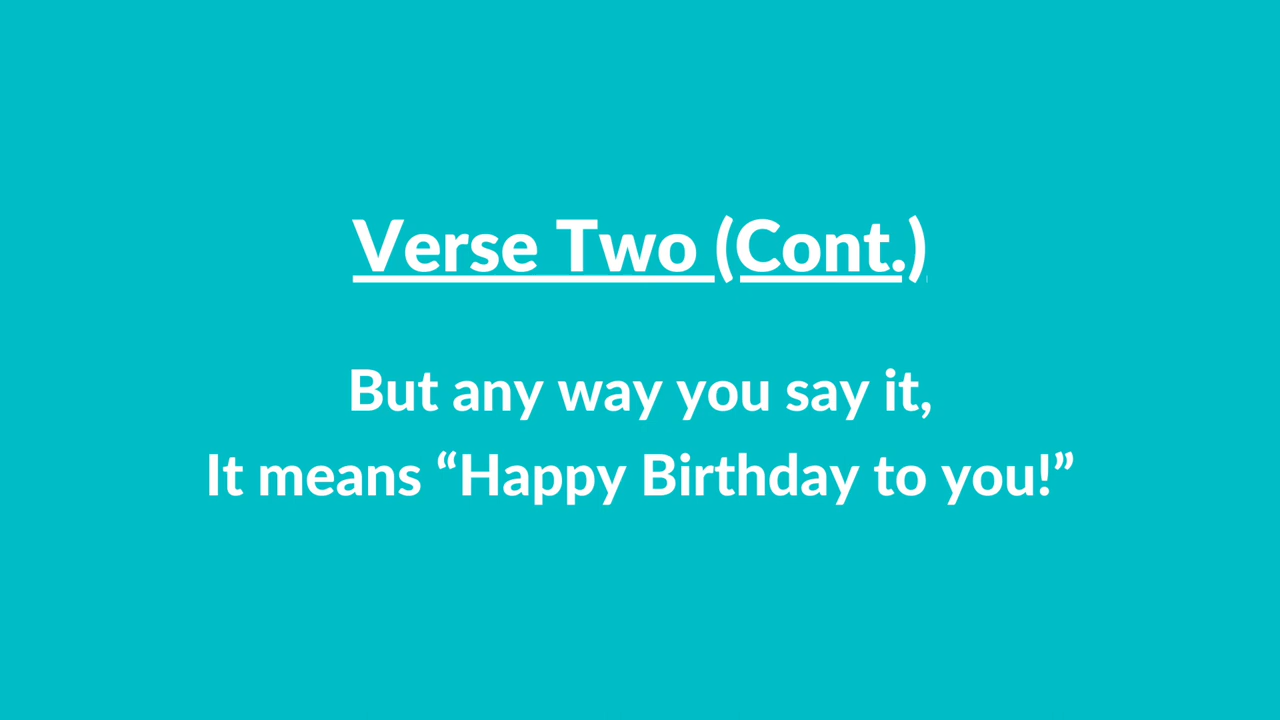 Verse Two (Cont.)
But any way you say it,
It means “Happy Birthday to you!”